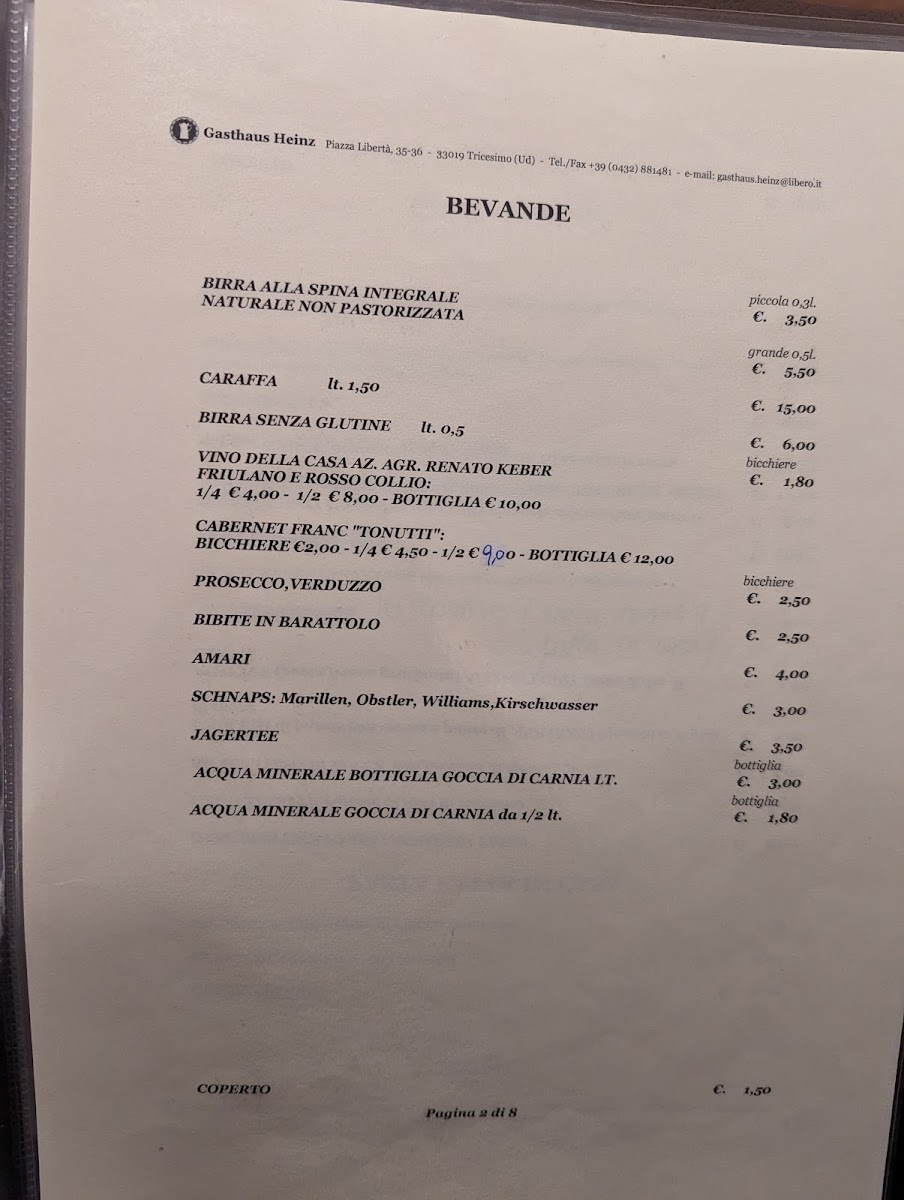 Gasthaus Heinz Piazza Libertà, 35-36 - 33019 Tricesimo (Ud) - Tel./Fax +39 (0432) 881481 - e-mail: gasthaus.heinz@libero.it
BEVANDE
BIRRA ALLA SPINA INTEGRALE
NATURALE NON PASTORIZZATA
piccola 0,3l.
€. 3,50
grande 0,5l.
€. 5,50
CARAFFA lt. 1,50 €. 15,00
BIRRA SENZA GLUTINE lt. 0,5 €. 6,00
VINO DELLA CASA AZ. AGR. RENATO KEBER bicchiere
FRIULANO E ROSSO COLLIO: €. 1,80
1/4 € 4,00 - 1/2 € 8,00 - BOTTIGLIA € 10,00
CABERNET FRANC "TONUTTI":
BICCHIERE €2,00 - 1/4 € 4,50 - 1/2 € 9,00 - BOTTIGLIA € 12,00
bicchiere
PROSECCO,VERDUZZO €. 2,50
BIBITE IN BARATTOLO €. 2,50
AMARI €. 4,00
SCHNAPS: Marillen, Obstler, Williams,Kirschwasser €. 3,00
JAGERTEE €. 3,50
bottiglia
ACQUA MINERALE BOTTIGLIA GOCCIA DI CARNIA LT. €. 3,00
bottiglia
ACQUA MINERALE GOCCIA DI CARNIA da 1/2 lt. €. 1,80
COPERTO €. 1,50
Pagina 2 di 8